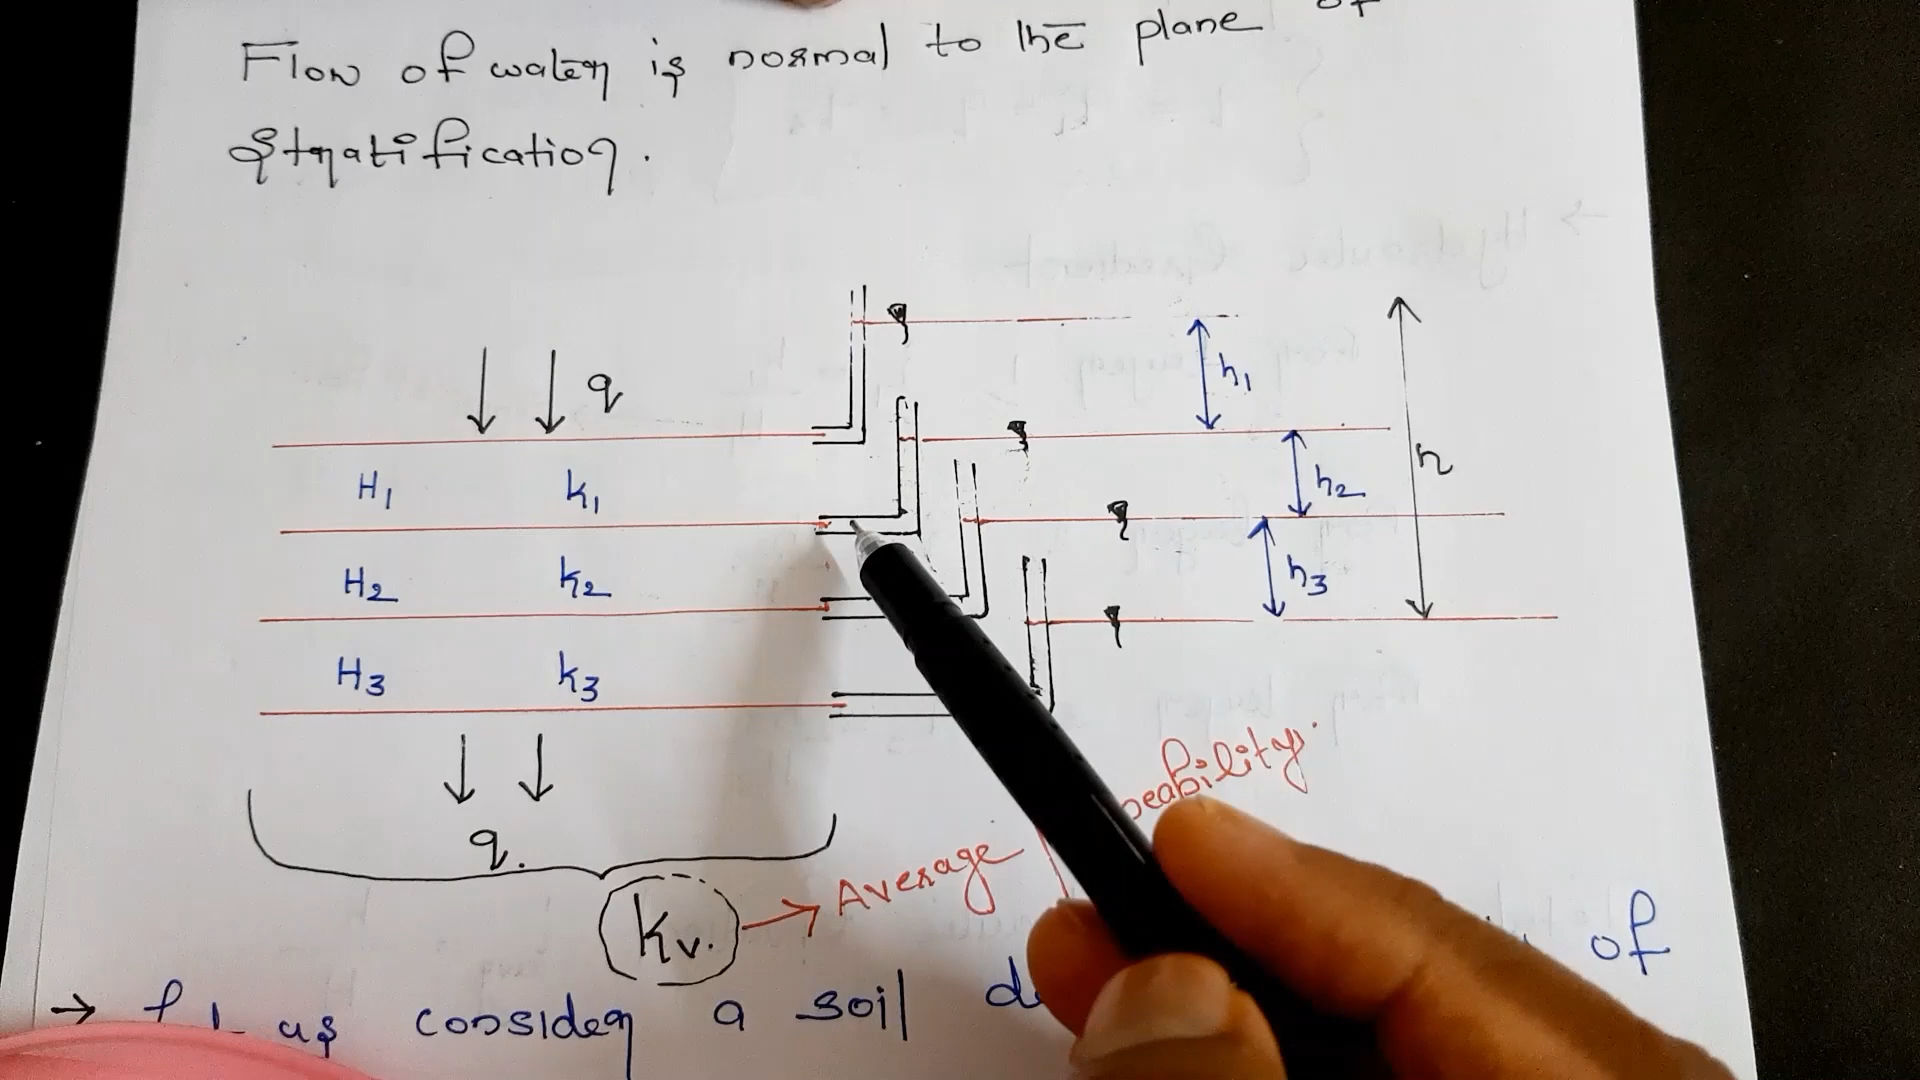 Flow of water is normal to the plane of
stratification.
q
h1
h
H1 k1
h2
H2 k2
h3
H3 k3
q.
kv. → Average
peability.
→ us consider a soil of